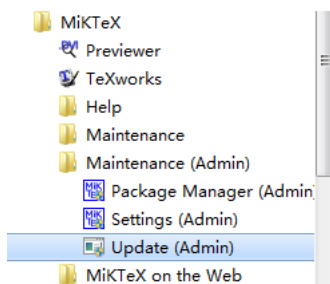 MiKTeX
Previewer
TeXworks
Help
Maintenance
Maintenance (Admin)
Package Manager (Admin)
Settings (Admin)
Update (Admin)
MiKTeX on the Web